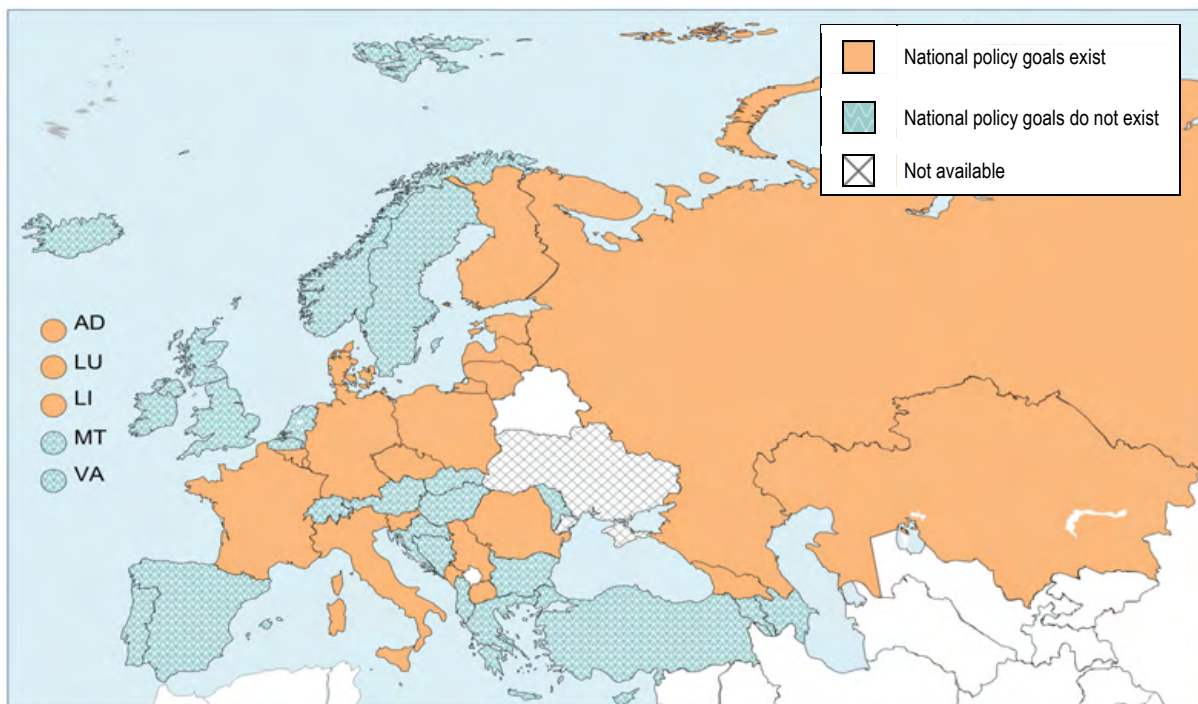 National policy goals exist
National policy goals do not exist
Not available
AD
LU
LI
MT
VA